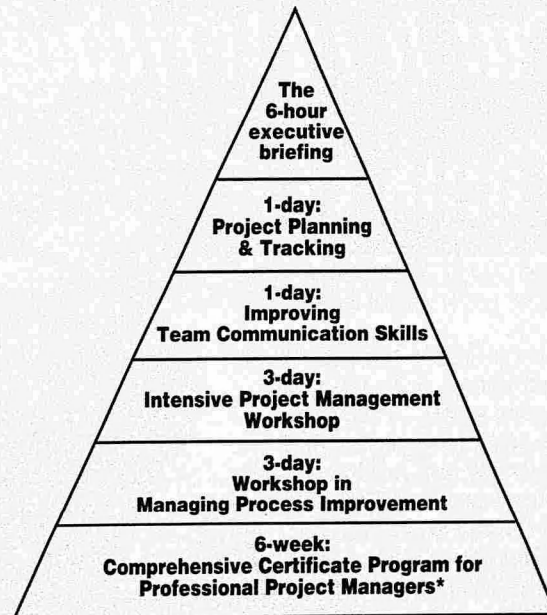 The
6-hour
executive
briefing
1-day:
Project Planning
& Tracking
1-day:
Improving
Team Communication Skills
3-day:
Intensive Project Management
Workshop
3-day:
Workshop in
Managing Process Improvement
6-week:
Comprehensive Certificate Program for
Professional Project Managers*